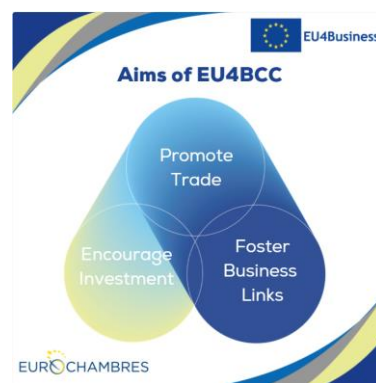 EU4Business
Aims of EU4BCC
Promote
Trade
Encourage
Investment
Foster
Business
Links
EUROCHAMBRES